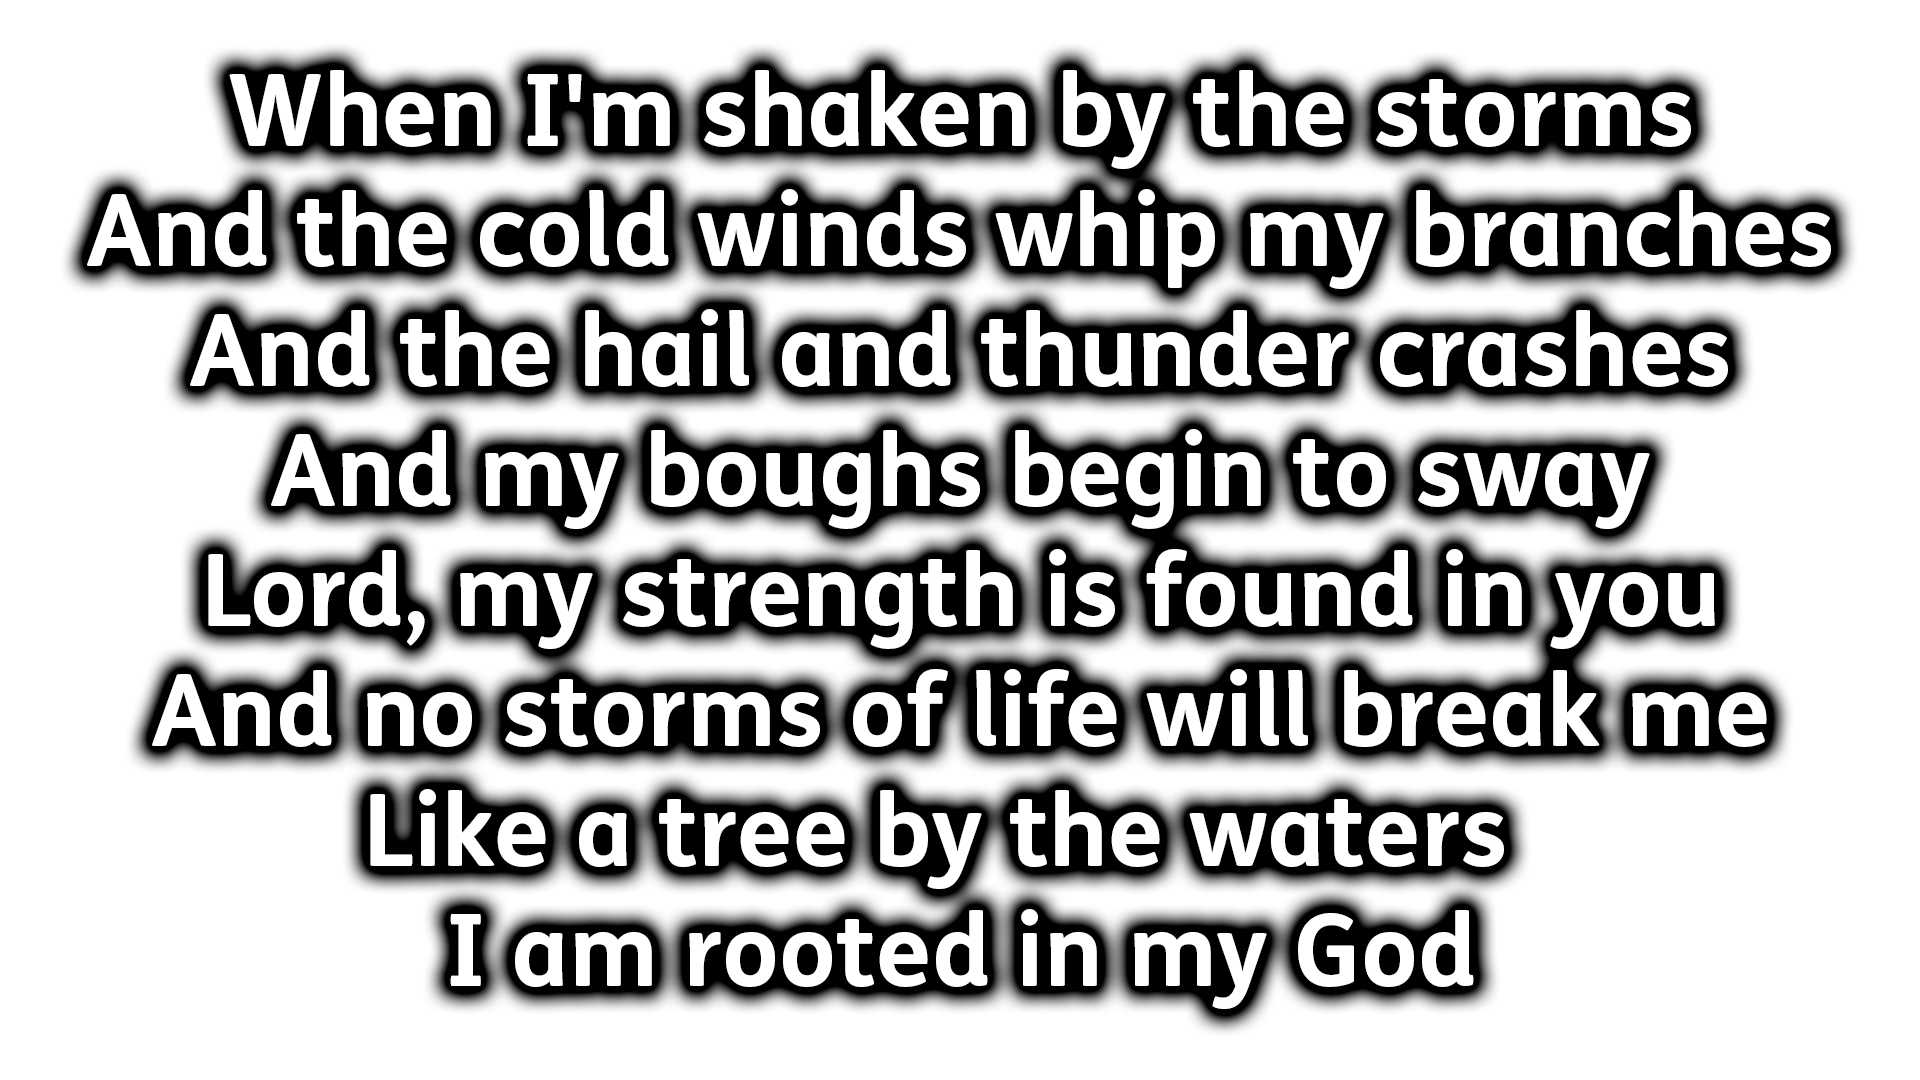 When I'm shaken by the storms
And the cold winds whip my branches
And the hail and thunder crashes
And my boughs begin to sway
Lord, my strength is found in you
And no storms of life will break me
Like a tree by the waters
I am rooted in my God